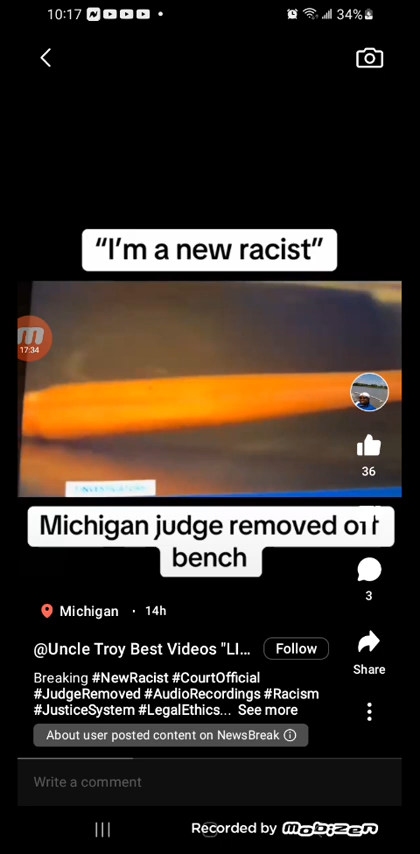 10:17
34%
"I'm a new racist"
17:34
36
Michigan judge removed off
bench
3
Michigan · 14h
@Uncle Troy Best Videos "LI... Follow
Share
Breaking #NewRacist #CourtOfficial
#JudgeRemoved #AudioRecordings #Racism
#JusticeSystem #LegalEthics... See more
About user posted content on NewsBreak
Write a comment
Recorded by Mobizen